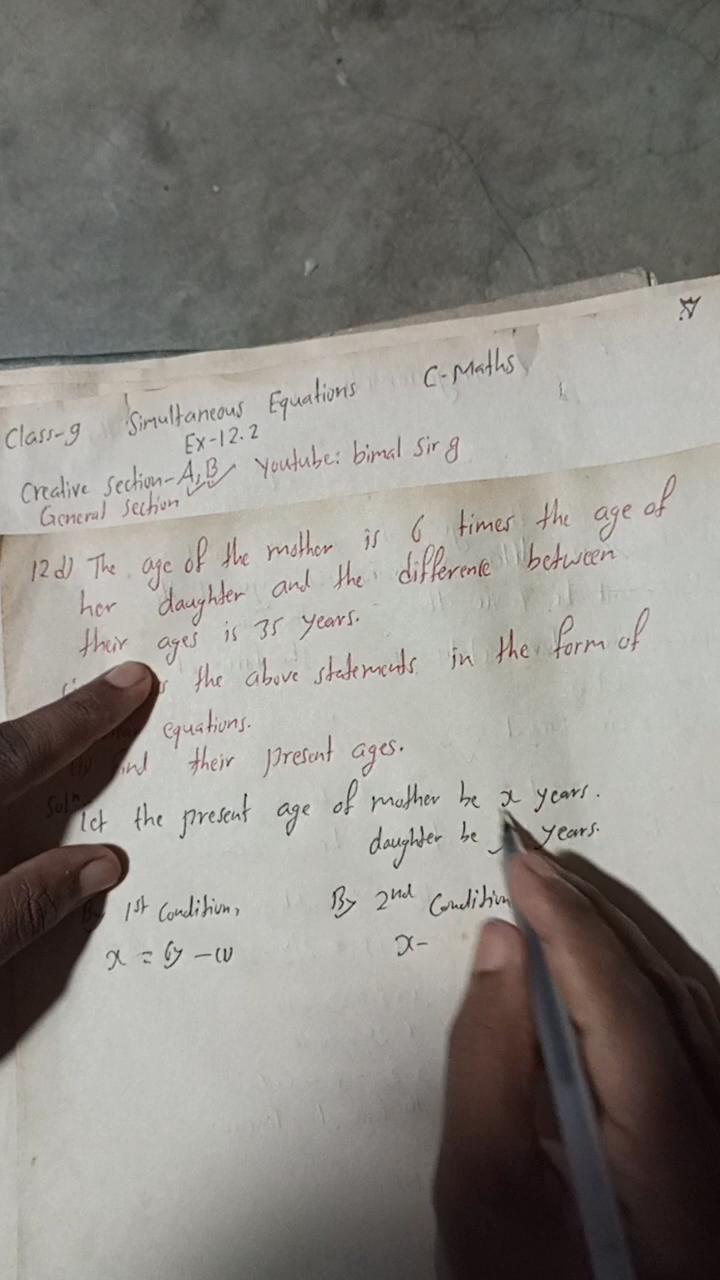 Class-9 Simultaneous Equations C-Maths
Ex-12.2
Creative section-A,B Youtube: bimal Sir g
General section
12d) The age of the mother is 6 times the age of
her daughter and the difference between
their ages is 35 years.
the above statements in the form of
equations.
their present ages.
Soln
let the present age of mother be x years.
daughter be years.
By 1st Condition, By 2nd Condition
x = 6y -(i) x-